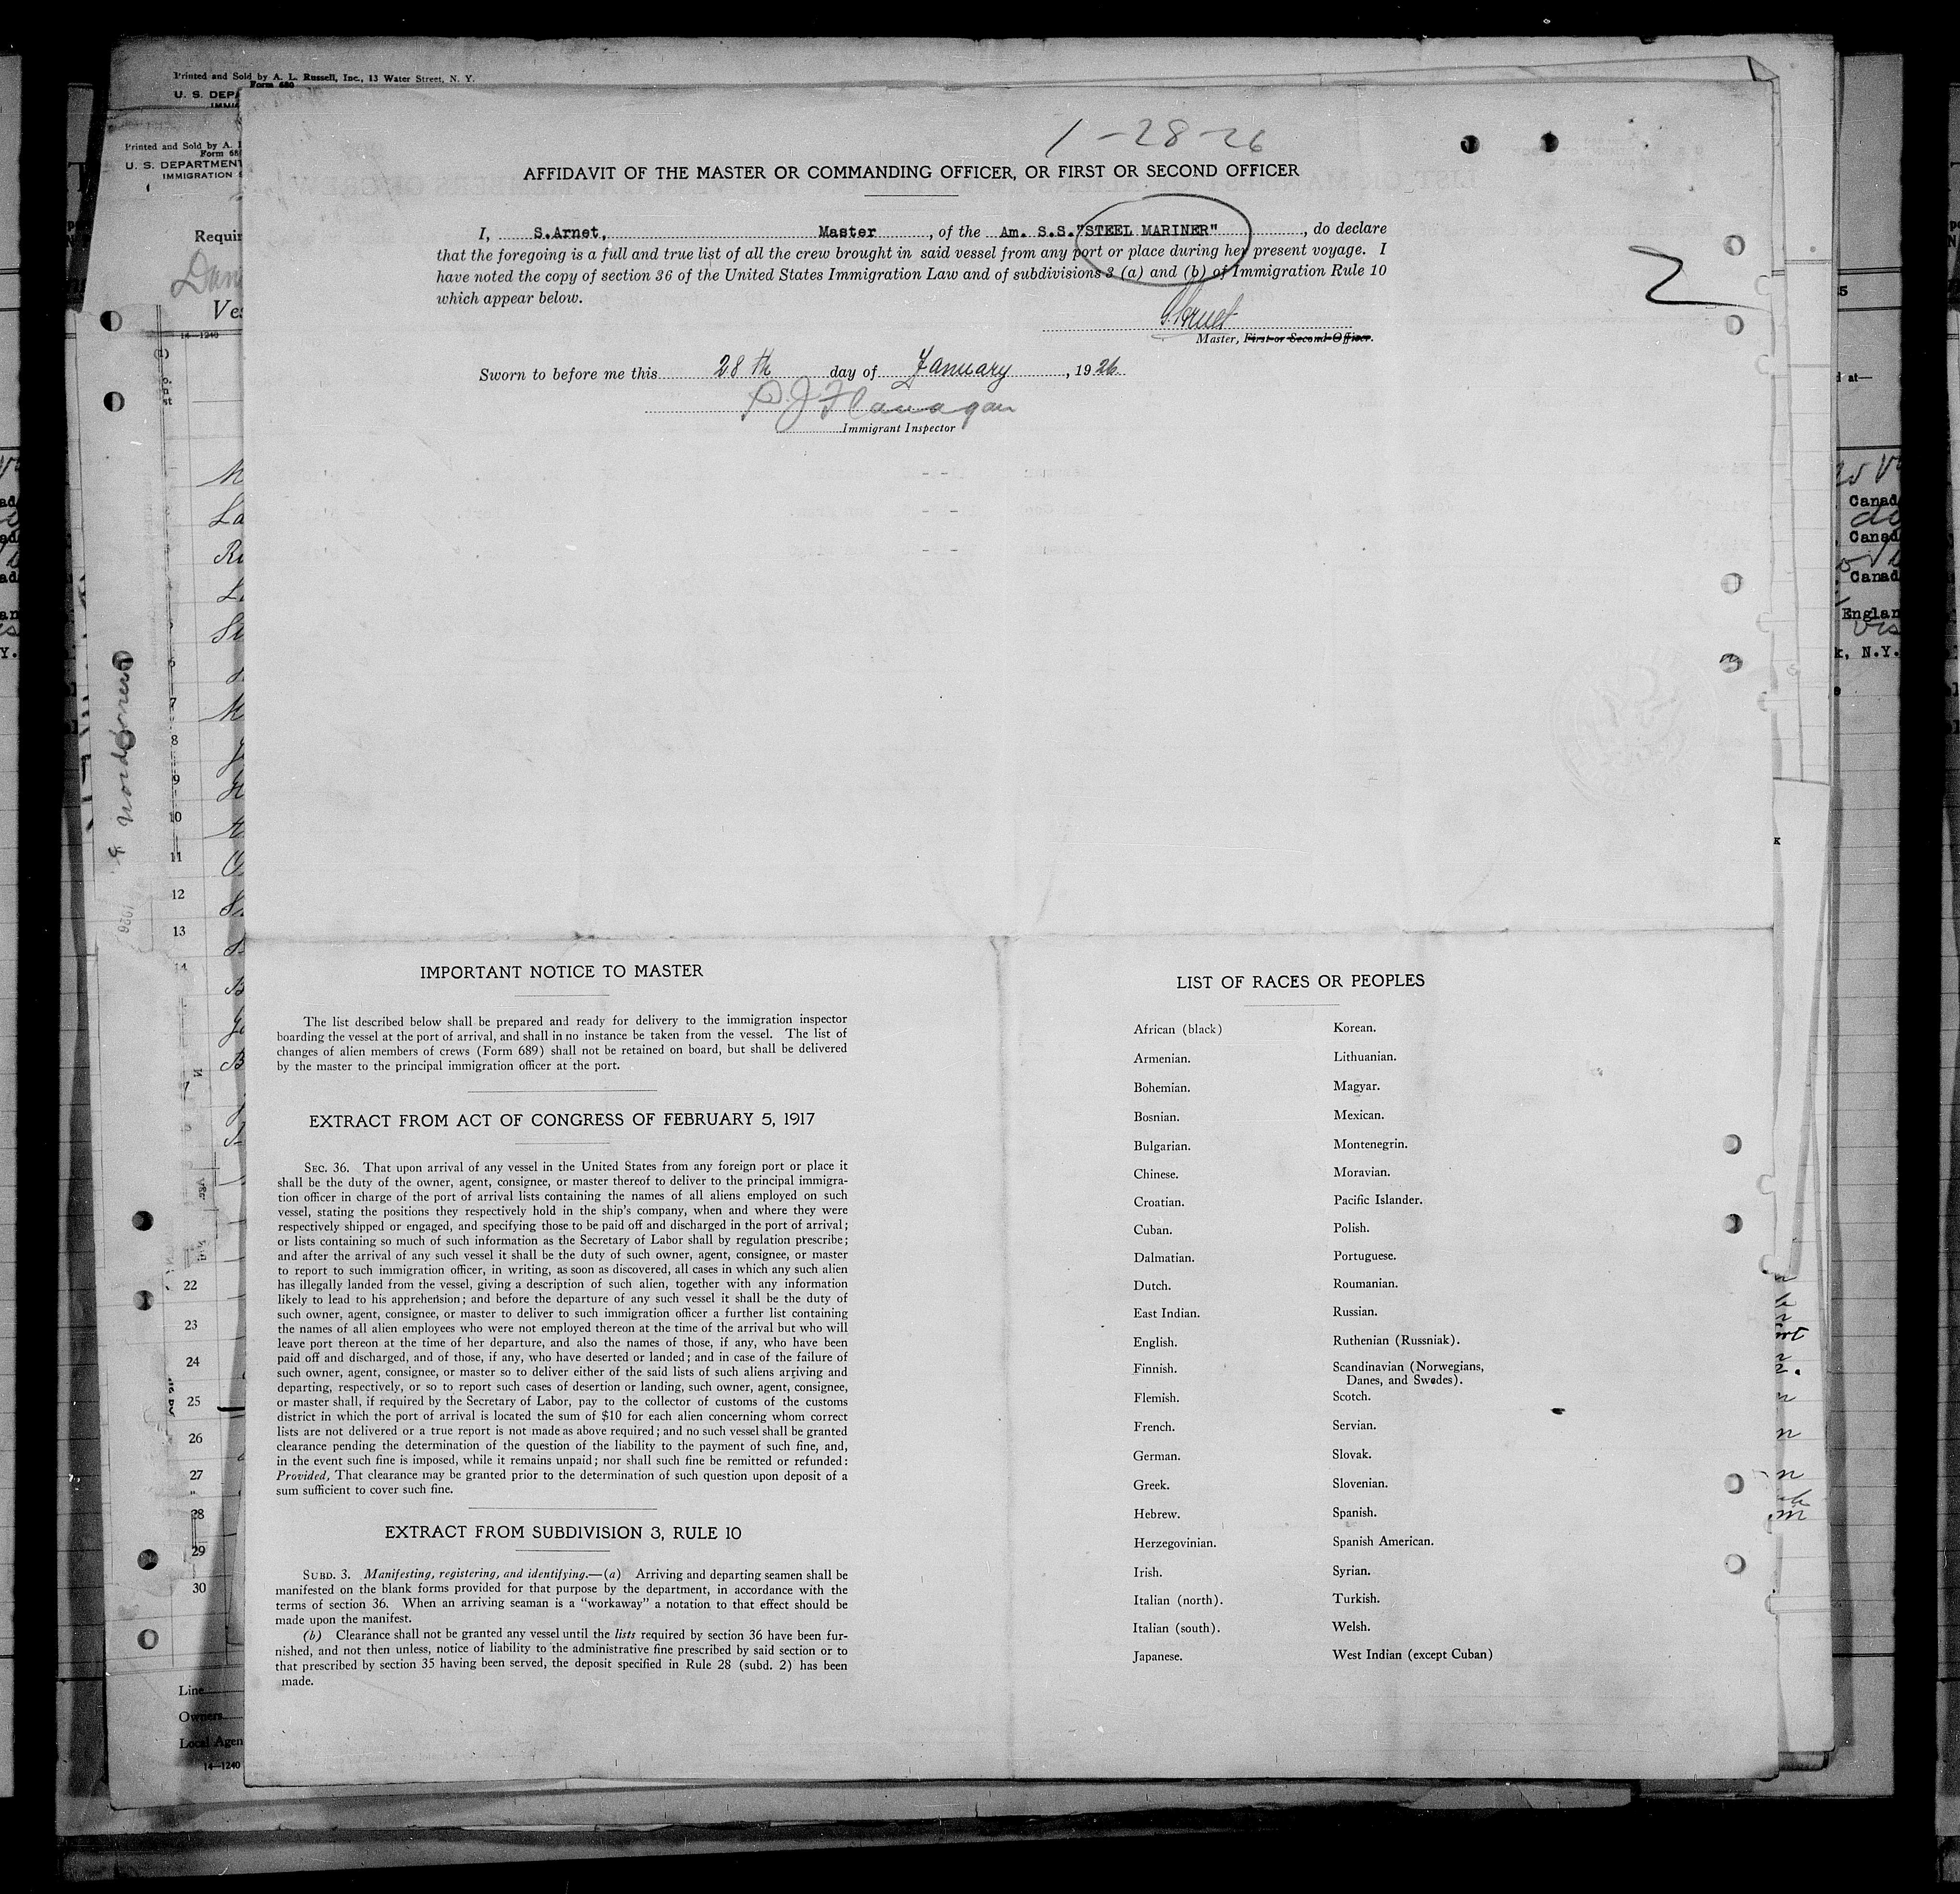 Printed and Sold by A. L. Russell, Inc., 13 Water Street, N. Y.
Form 680
U. S. DEPA
IMMI
Printed and Sold by A.
Form 68
U. S. DEPARTMENT
IMMIGRATION
Requir
Ves
14—1240
1-28-26
AFFIDAVIT OF THE MASTER OR COMMANDING OFFICER, OR FIRST OR SECOND OFFICER
I, S.Arnet, Master, of the Am. S.S."STEEL MARINER", do declare
that the foregoing is a full and true list of all the crew brought in said vessel from any port or place during her present voyage. I
have noted the copy of section 36 of the United States Immigration Law and of subdivisions 3 (a) and (b) of Immigration Rule 10
which appear below.
S. Arnet
Master, First or Second Officer.
Sworn to before me this 28th day of January, 1926
D J Flanagan
Immigrant Inspector
2
IMPORTANT NOTICE TO MASTER
The list described below shall be prepared and ready for delivery to the immigration inspector
boarding the vessel at the port of arrival, and shall in no instance be taken from the vessel. The list of
changes of alien members of crews (Form 689) shall not be retained on board, but shall be delivered
by the master to the principal immigration officer at the port.
EXTRACT FROM ACT OF CONGRESS OF FEBRUARY 5, 1917
SEC. 36. That upon arrival of any vessel in the United States from any foreign port or place it
shall be the duty of the owner, agent, consignee, or master thereof to deliver to the principal immigra-
tion officer in charge of the port of arrival lists containing the names of all aliens employed on such
vessel, stating the positions they respectively hold in the ship's company, when and where they were
respectively shipped or engaged, and specifying those to be paid off and discharged in the port of arrival;
or lists containing so much of such information as the Secretary of Labor shall by regulation prescribe;
and after the arrival of any such vessel it shall be the duty of such owner, agent, consignee, or master
to report to such immigration officer, in writing, as soon as discovered, all cases in which any such alien
has illegally landed from the vessel, giving a description of such alien, together with any information
likely to lead to his apprehension; and before the departure of any such vessel it shall be the duty of
such owner, agent, consignee, or master to deliver to such immigration officer a further list containing
the names of all alien employees who were not employed thereon at the time of the arrival but who will
leave port thereon at the time of her departure, and also the names of those, if any, who have been
paid off and discharged, and of those, if any, who have deserted or landed; and in case of the failure of
such owner, agent, consignee, or master so to deliver either of the said lists of such aliens arriving and
departing, respectively, or so to report such cases of desertion or landing, such owner, agent, consignee,
or master shall, if required by the Secretary of Labor, pay to the collector of customs of the customs
district in which the port of arrival is located the sum of $10 for each alien concerning whom correct
lists are not delivered or a true report is not made as above required; and no such vessel shall be granted
clearance pending the determination of the question of the liability to the payment of such fine, and,
in the event such fine is imposed, while it remains unpaid; nor shall such fine be remitted or refunded:
Provided, That clearance may be granted prior to the determination of such question upon deposit of a
sum sufficient to cover such fine.
EXTRACT FROM SUBDIVISION 3, RULE 10
SUBD. 3. Manifesting, registering, and identifying.—(a) Arriving and departing seamen shall be
manifested on the blank forms provided for that purpose by the department, in accordance with the
terms of section 36. When an arriving seaman is a "workaway" a notation to that effect should be
made upon the manifest.
(b) Clearance shall not be granted any vessel until the lists required by section 36 have been fur-
nished, and not then unless, notice of liability to the administrative fine prescribed by said section or to
that prescribed by section 35 having been served, the deposit specified in Rule 28 (subd. 2) has been
made.
LIST OF RACES OR PEOPLES
African (black) Korean.
Armenian. Lithuanian.
Bohemian. Magyar.
Bosnian. Mexican.
Bulgarian. Montenegrin.
Chinese. Moravian.
Croatian. Pacific Islander.
Cuban. Polish.
Dalmatian. Portuguese.
Dutch. Roumanian.
East Indian. Russian.
English. Ruthenian (Russniak).
Finnish. Scandinavian (Norwegians,
Danes, and Swedes).
Flemish. Scotch.
French. Servian.
German. Slovak.
Greek. Slovenian.
Hebrew. Spanish.
Herzegovinian. Spanish American.
Irish. Syrian.
Italian (north). Turkish.
Italian (south). Welsh.
Japanese. West Indian (except Cuban)
7
8
9
10
11
12
13
14
22
23
24
25
26
27
28
29
30
Line
Owners
Local Agen
14—1240
Canad
Canad
Canad
Englan
k, N.Y.